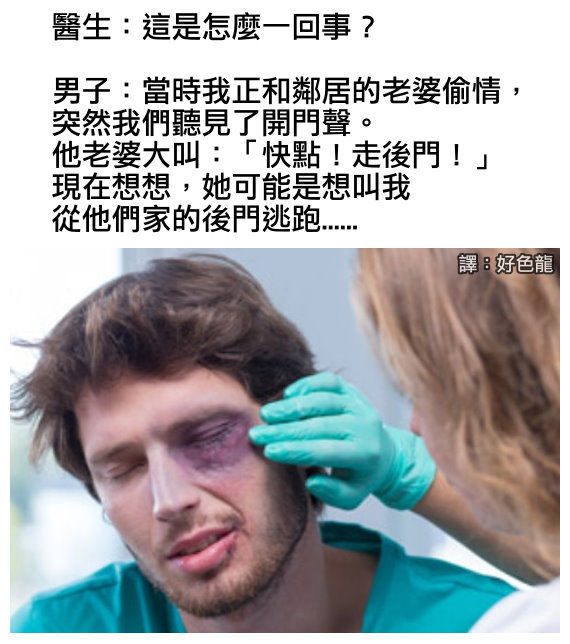 醫生：這是怎麼一回事？
男子：當時我正和鄰居的老婆偷情，
突然我們聽見了開門聲。
他老婆大叫：「快點！走後門！」
現在想想，她可能是想叫我
從他們家的後門逃跑......
譯：好色龍